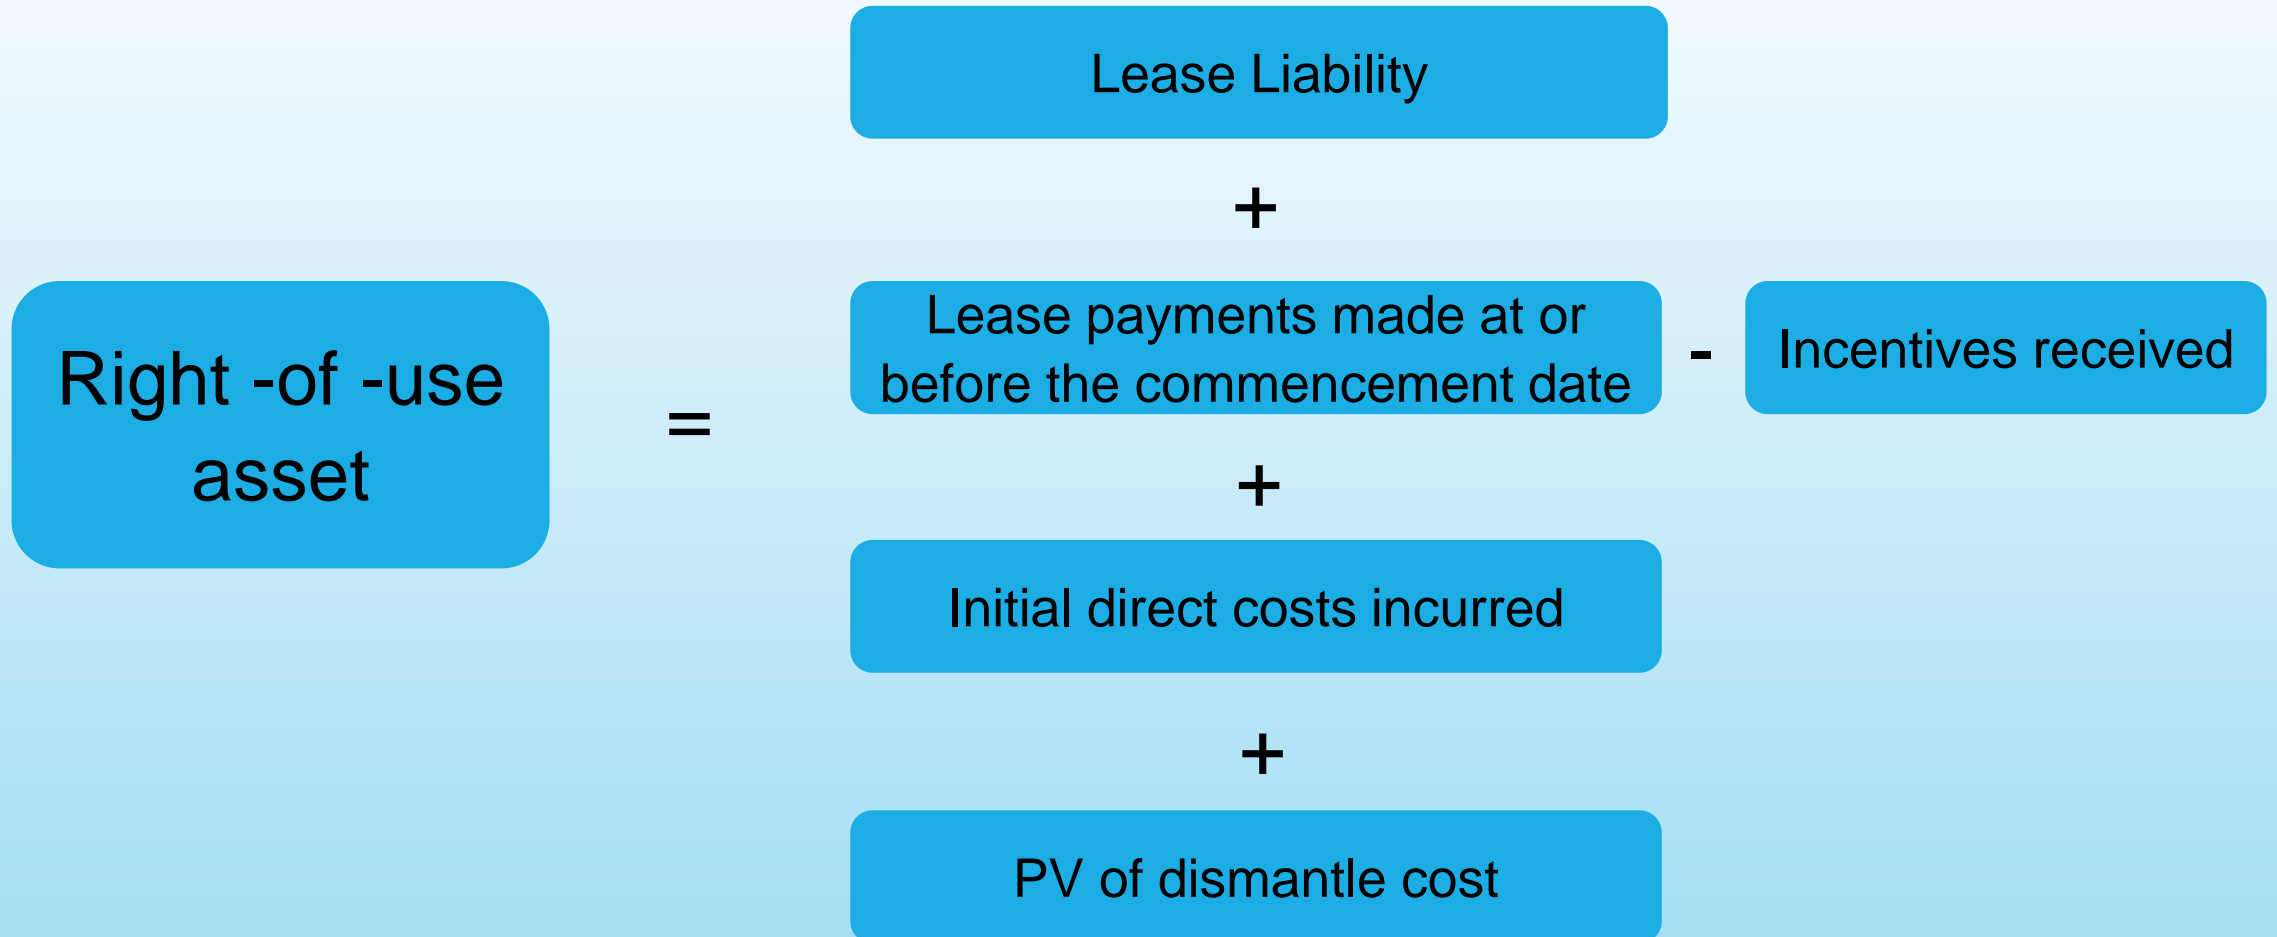 Lease Liability
+
Right -of -use
asset
=
Lease payments made at or
before the commencement date
-
Incentives received
+
Initial direct costs incurred
+
PV of dismantle cost